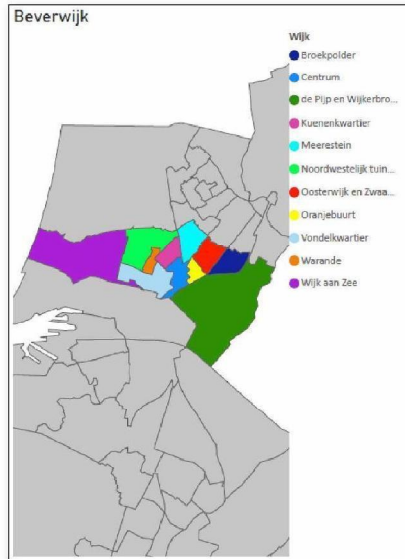 Beverwijk
Wijk
Broekpolder
Centrum
de Pijp en Wijkerbro...
Kuenenkwartier
Meerestein
Noordwestelijk tuin...
Oosterwijk en Zwaa...
Oranjebuurt
Vondelkwartier
Warande
Wijk aan Zee